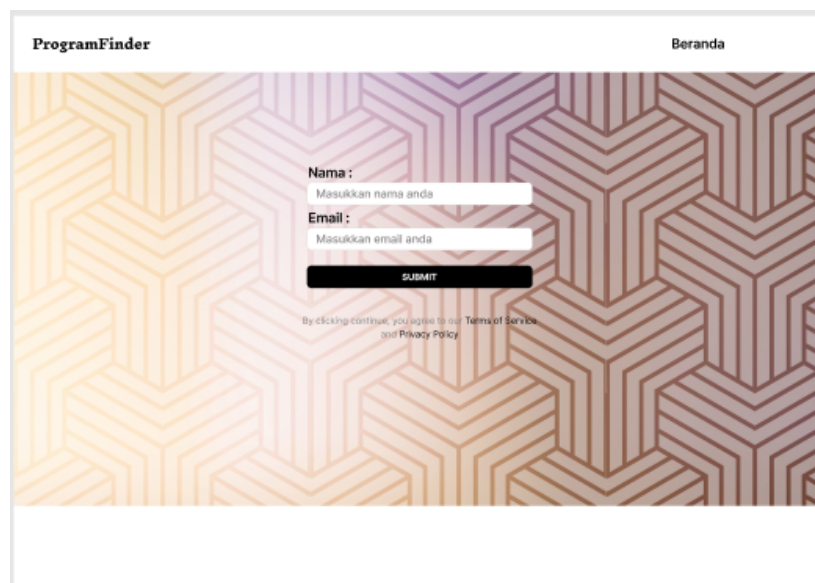 ProgramFinder
Beranda
Nama :
Masukkan nama anda
Email :
Masukkan email anda
SUBMIT
By clicking continue, you agree to our Terms of Service
and Privacy Policy